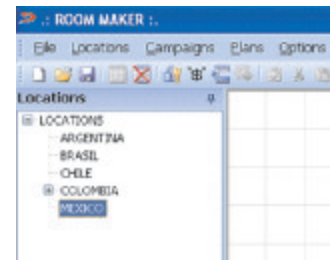 .: ROOM MAKER :.
File Locations Campaigns Plans Options
Locations
LOCATIONS
ARGENTINA
BRASIL
CHILE
COLOMBIA
MEXICO